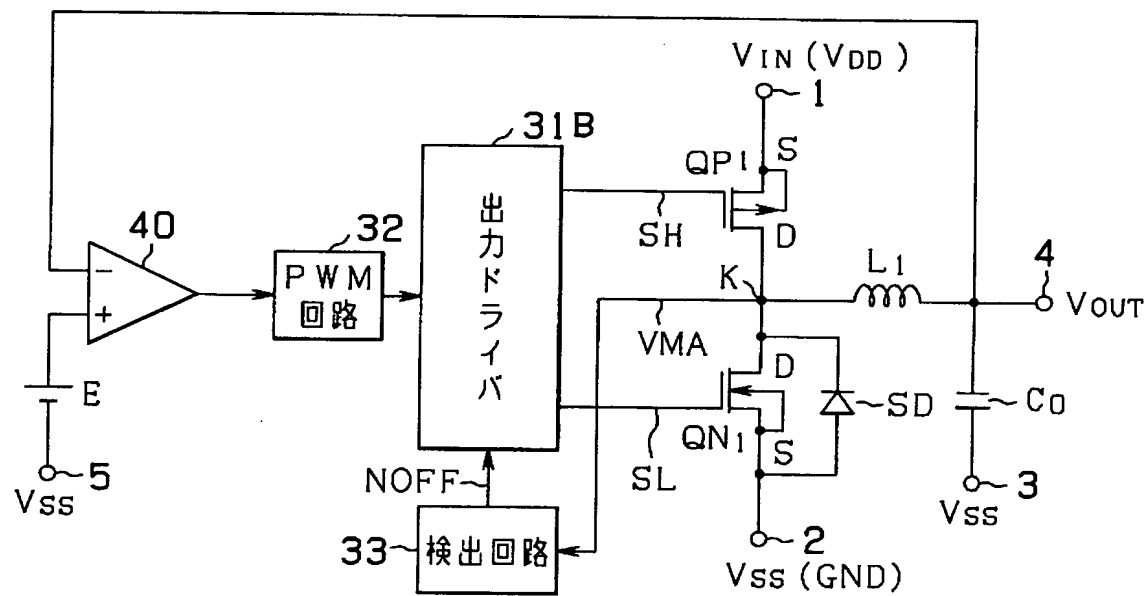 VIN (VDD)
1
31B
QP1
S
出力ドライバ
40
32
SH
D
PWM
回路
K
L1
4
VOUT
−
+
VMA
E
D
SD
C0
QN1
S
SL
5
VSS
NOFF
3
VSS
33
検出回路
2
VSS (GND)